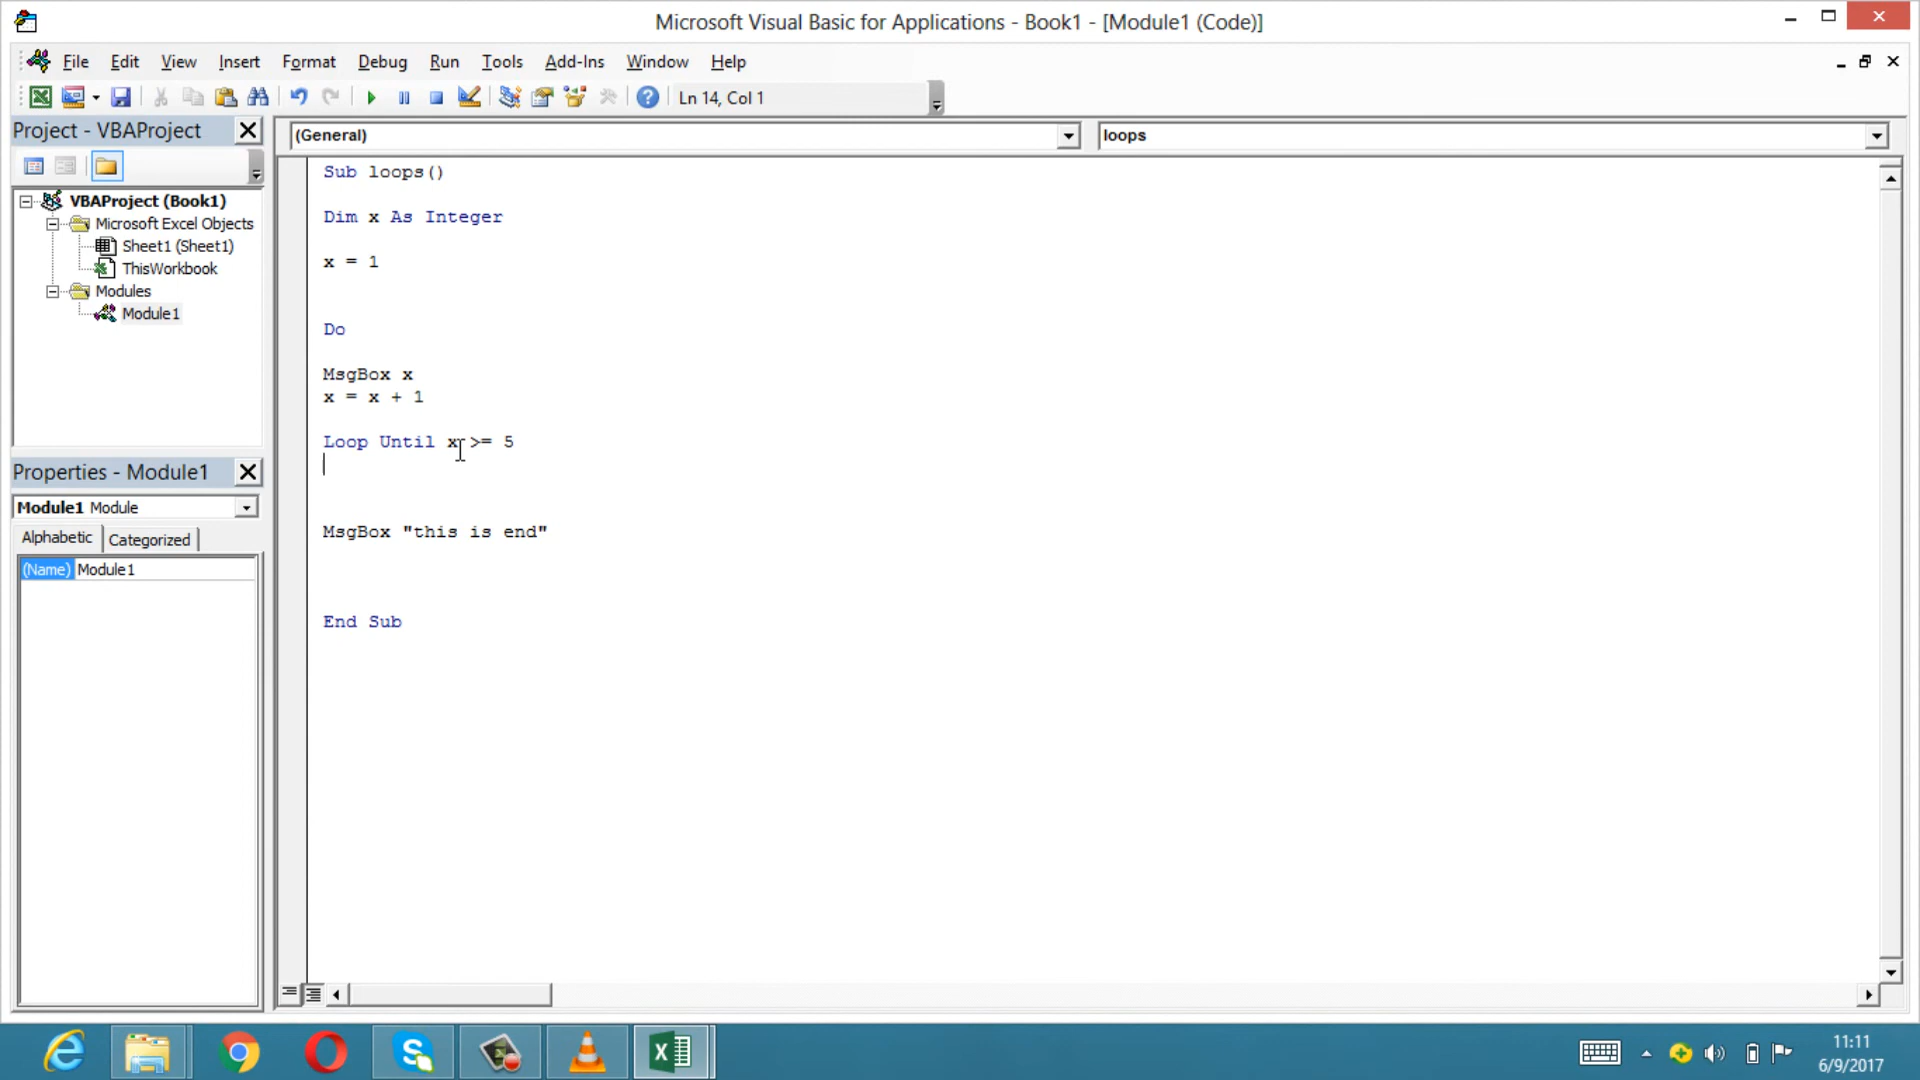 Microsoft Visual Basic for Applications - Book1 - [Module1 (Code)]
File Edit View Insert Format Debug Run Tools Add-Ins Window Help
Ln 14, Col 1
Project - VBAProject
(General)
loops
VBAProject (Book1)
Microsoft Excel Objects
Sheet1 (Sheet1)
ThisWorkbook
Modules
Module1
Properties - Module1
Module1 Module
Alphabetic Categorized
(Name) Module1
Sub loops()
Dim x As Integer
x = 1
Do
MsgBox x
x = x + 1
Loop Until x >= 5
MsgBox "this is end"
End Sub
11:11
6/9/2017